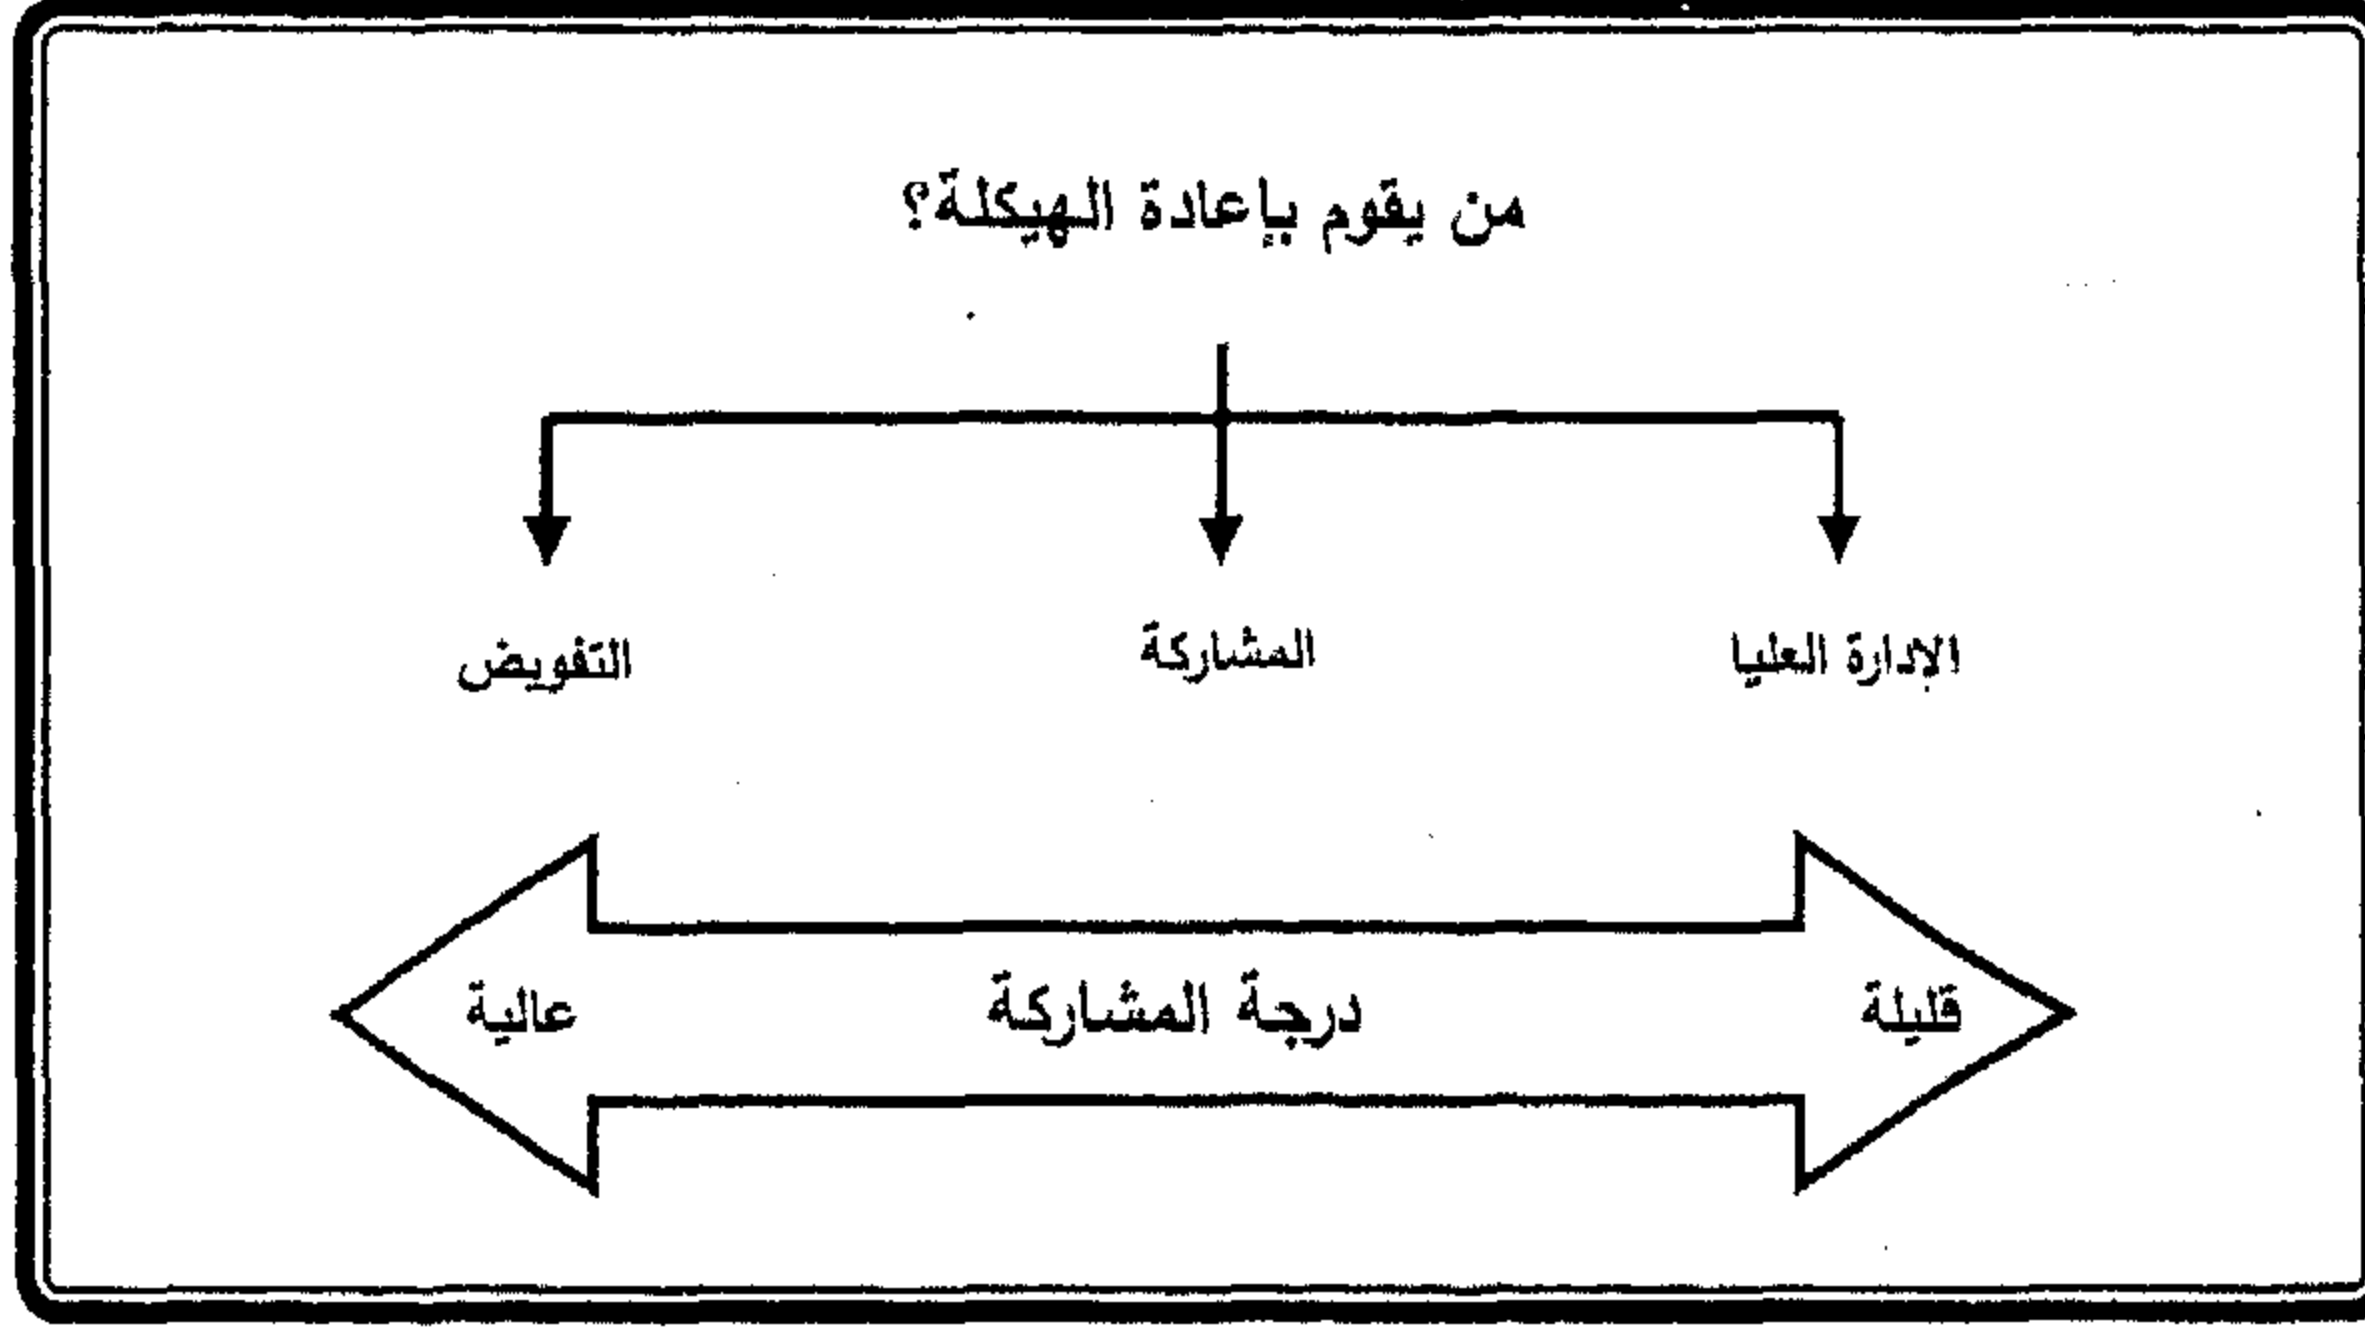 من يقوم بإعادة الهيكلة؟
الإدارة العليا
المشاركة
التفويض
قليلة
درجة المشاركة
عالية